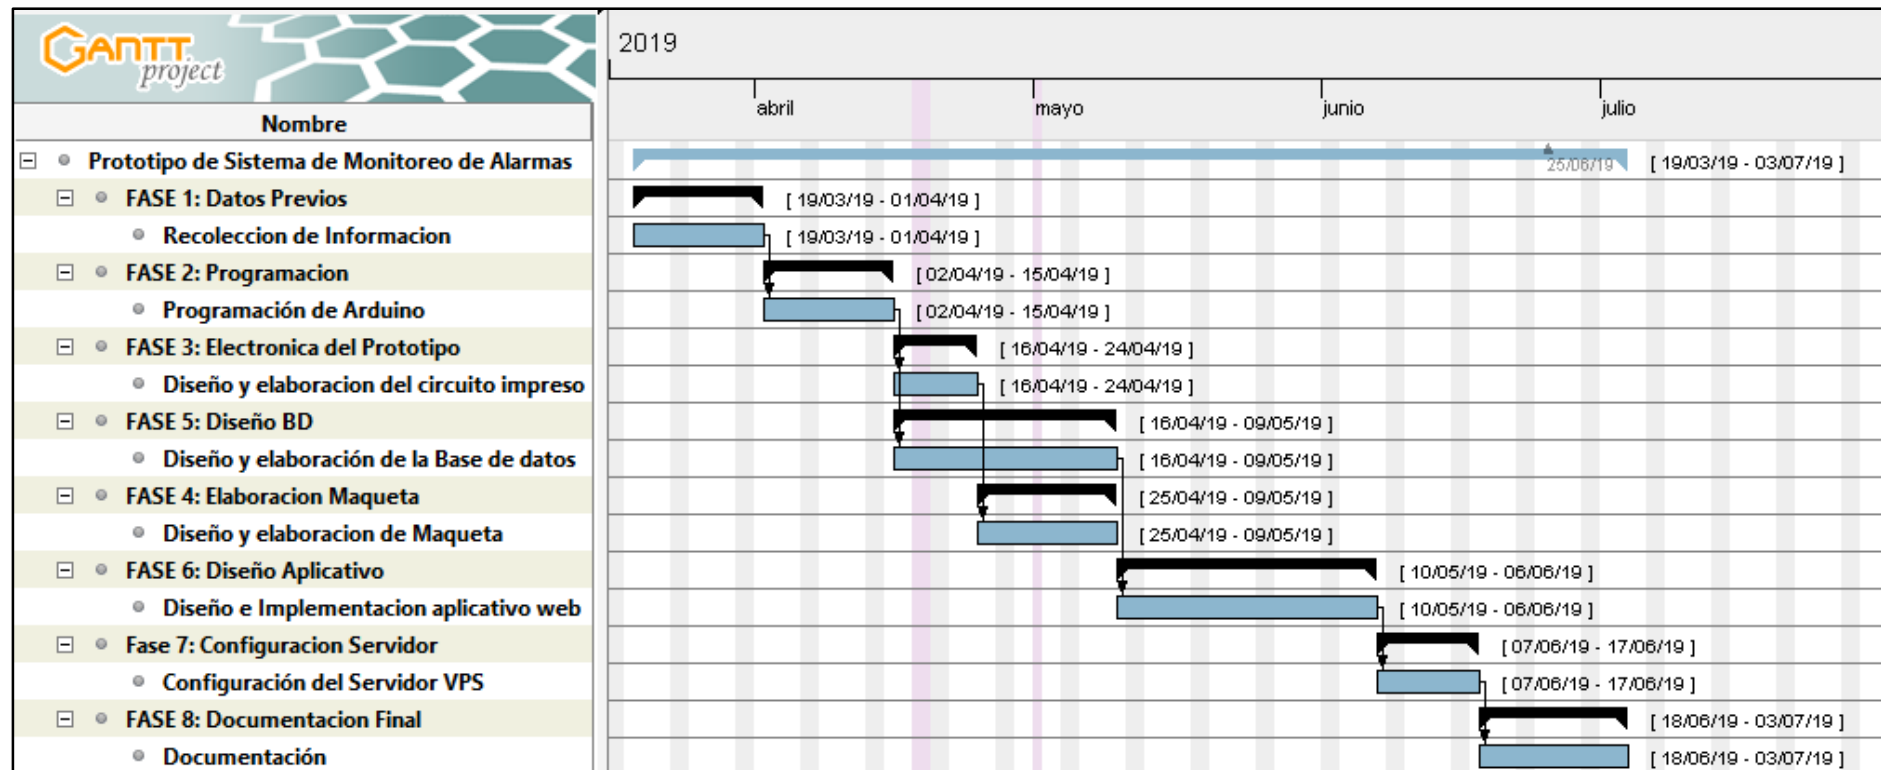 GANTT
project
2019
abril mayo junio julio
Nombre
Prototipo de Sistema de Monitoreo de Alarmas 25/06/19 [ 19/03/19 - 03/07/19 ]
FASE 1: Datos Previos [ 19/03/19 - 01/04/19 ]
Recoleccion de Informacion [ 19/03/19 - 01/04/19 ]
FASE 2: Programacion [ 02/04/19 - 15/04/19 ]
Programación de Arduino [ 02/04/19 - 15/04/19 ]
FASE 3: Electronica del Prototipo [ 16/04/19 - 24/04/19 ]
Diseño y elaboracion del circuito impreso [ 16/04/19 - 24/04/19 ]
FASE 5: Diseño BD [ 16/04/19 - 09/05/19 ]
Diseño y elaboración de la Base de datos [ 16/04/19 - 09/05/19 ]
FASE 4: Elaboracion Maqueta [ 25/04/19 - 09/05/19 ]
Diseño y elaboracion de Maqueta [ 25/04/19 - 09/05/19 ]
FASE 6: Diseño Aplicativo [ 10/05/19 - 06/06/19 ]
Diseño e Implementacion aplicativo web [ 10/05/19 - 06/06/19 ]
Fase 7: Configuracion Servidor [ 07/06/19 - 17/06/19 ]
Configuración del Servidor VPS [ 07/06/19 - 17/06/19 ]
FASE 8: Documentacion Final [ 18/06/19 - 03/07/19 ]
Documentación [ 18/06/19 - 03/07/19 ]